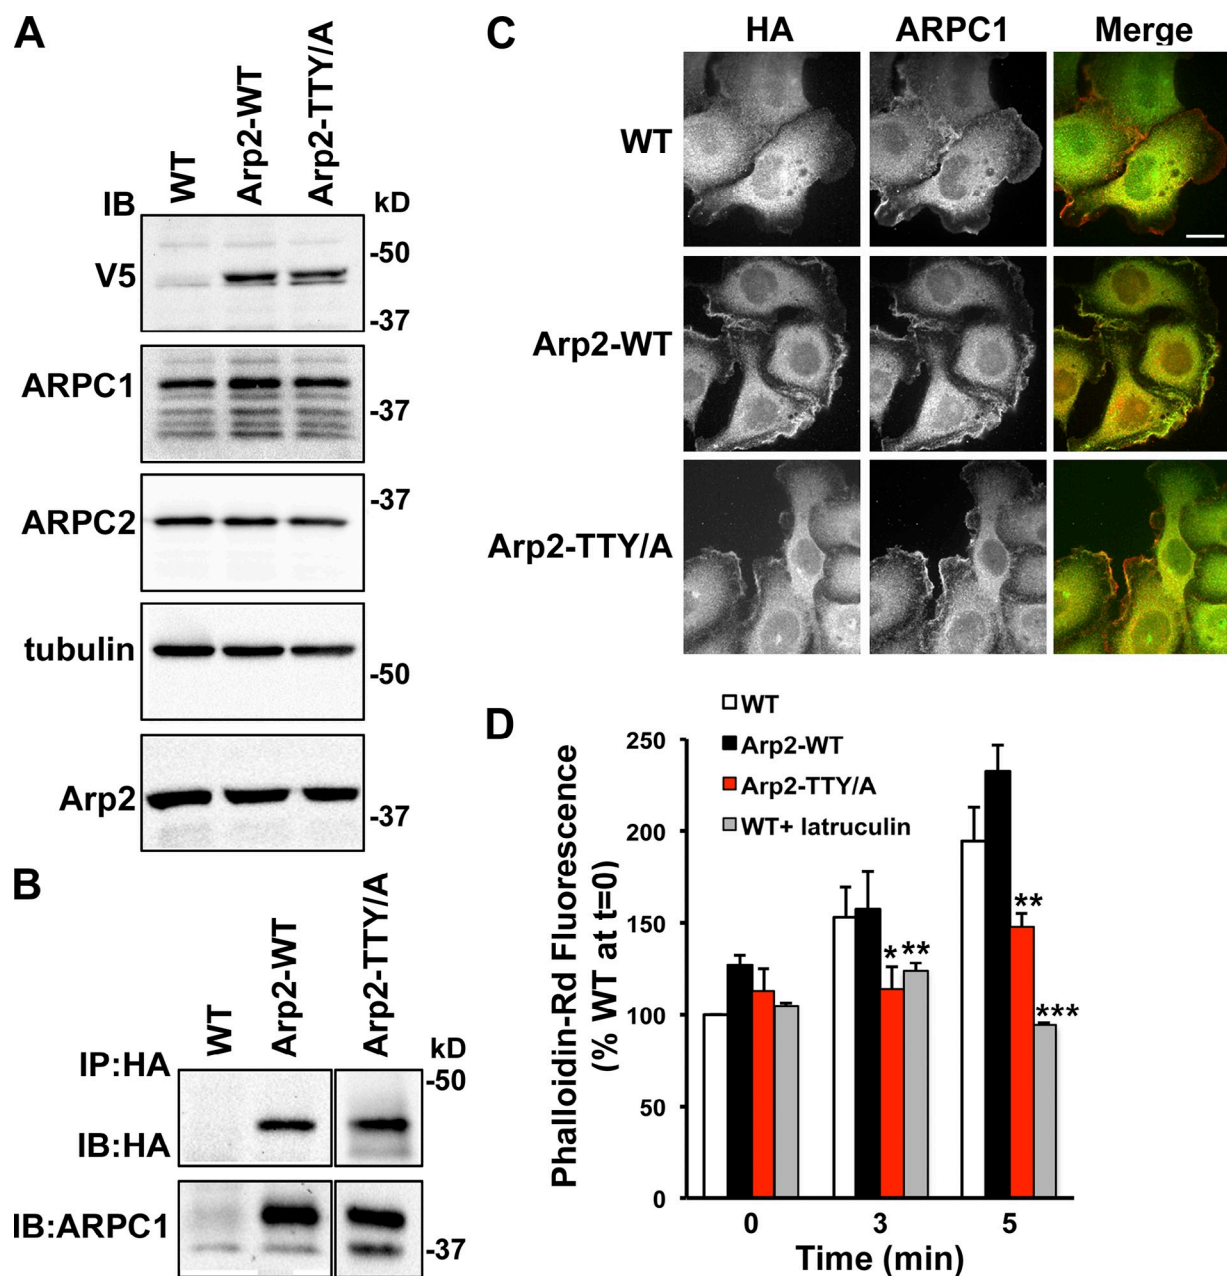 A
WT
Arp2-WT
Arp2-TTY/A
IB
kD
V5
-50
-37
ARPC1
-37
ARPC2
-37
tubulin
-50
Arp2
-37
B
WT
Arp2-WT
Arp2-TTY/A
IP:HA
kD
-50
IB:HA
IB:ARPC1
-37
C
HA
ARPC1
Merge
WT
Arp2-WT
Arp2-TTY/A
D
WT
Arp2-WT
Arp2-TTY/A
WT+ latruculin
Phalloidin-Rd Fluorescence
(% WT at t=0)
250
200
150
100
50
0
*
**
**
***
0
3
5
Time (min)